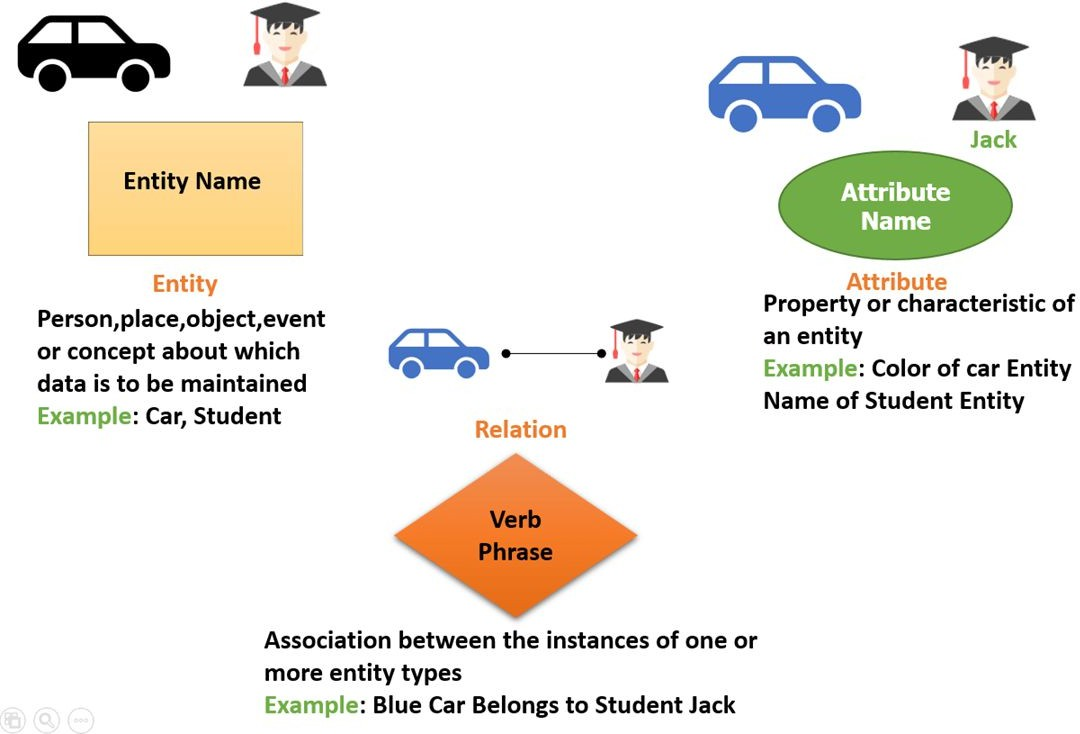 Entity Name
Entity
Person,place,object,event
or concept about which
data is to be maintained
Example: Car, Student
Jack
Attribute
Name
Attribute
Property or characteristic of
an entity
Example: Color of car Entity
Name of Student Entity
Relation
Verb
Phrase
Association between the instances of one or
more entity types
Example: Blue Car Belongs to Student Jack